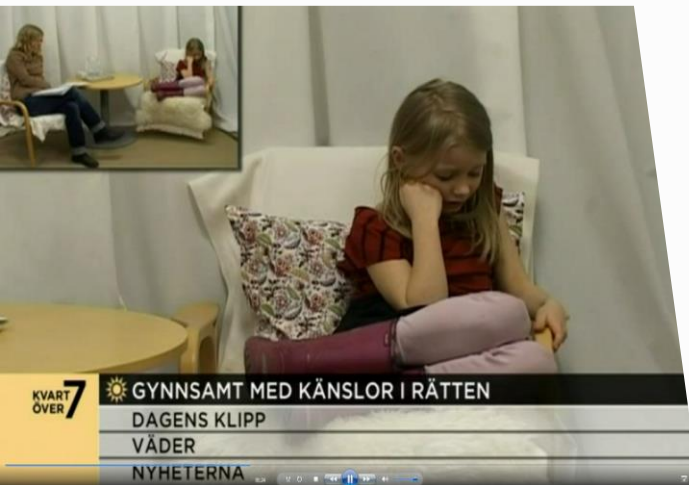 KVART
ÖVER 7
GYNNSAMT MED KÄNSLOR I RÄTTEN
DAGENS KLIPP
VÄDER
NYHETERNA